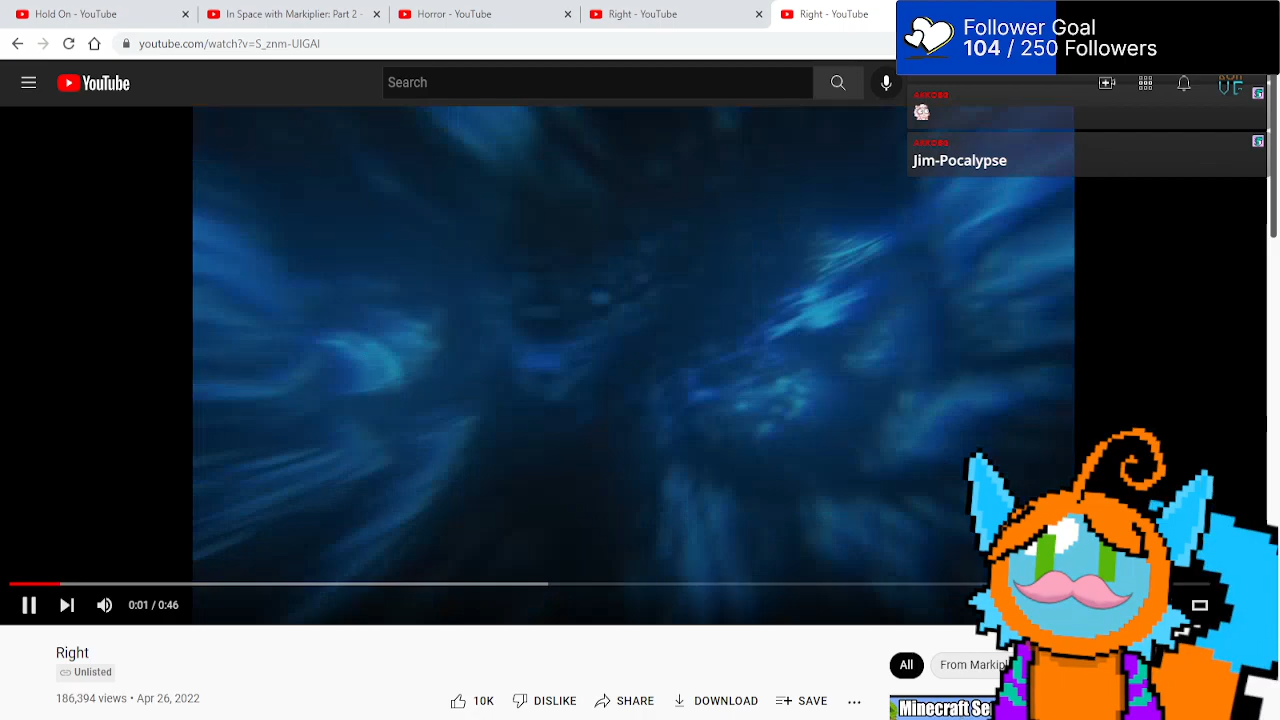 Hold On - YouTube
In Space with Markiplier: Part 2 -
Horror - YouTube
Right - YouTube
Right - YouTube
youtube.com/watch?v=S_znm-UIGAI
Follower Goal
104 / 250 Followers
YouTube
Search
Jim-Pocalypse
0:01 / 0:46
Right
Unlisted
186,394 views • Apr 26, 2022
10K
DISLIKE
SHARE
DOWNLOAD
SAVE
All
From Markipl
Minecraft Se